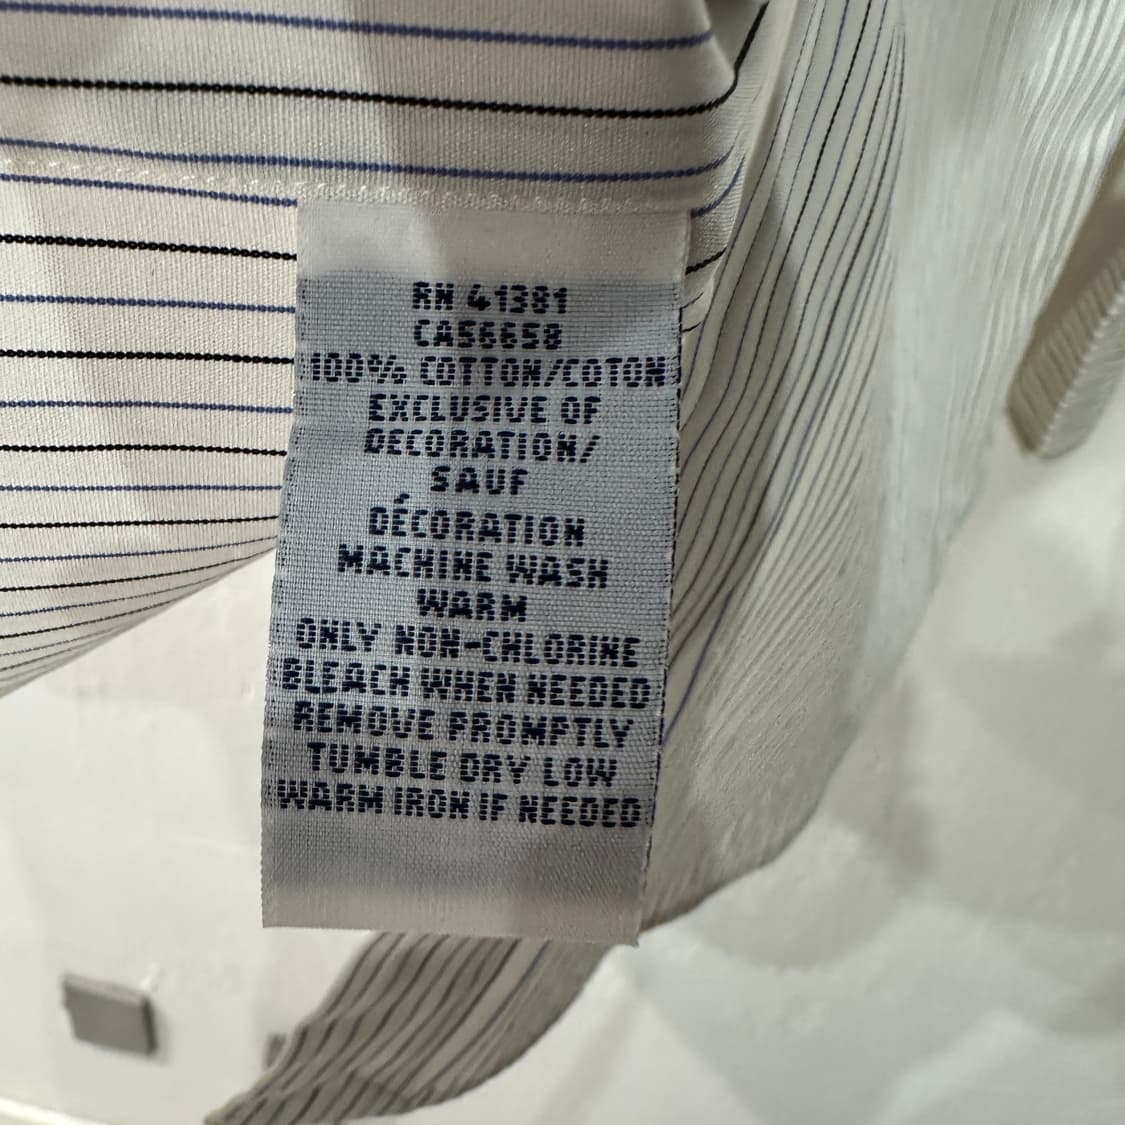 RN 41381
CA56658
100% COTTON/COTON
EXCLUSIVE OF
DECORATION/
SAUF
DÉCORATION
MACHINE WASH
WARM
ONLY NON-CHLORINE
BLEACH WHEN NEEDED
REMOVE PROMPTLY
TUMBLE DRY LOW
WARM IRON IF NEEDED